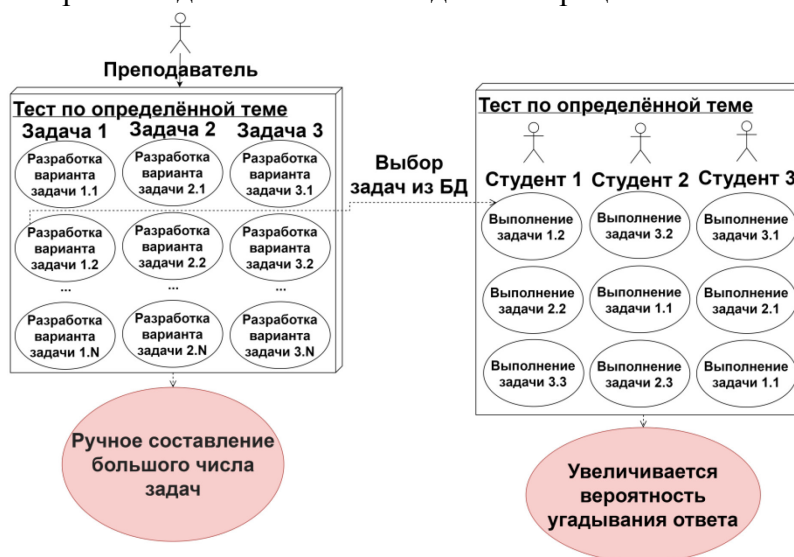 Преподаватель
Тест по определённой теме
Задача 1 Задача 2 Задача 3
Разработка
варианта
задачи 1.1
Разработка
варианта
задачи 2.1
Разработка
варианта
задачи 3.1
Разработка
варианта
задачи 1.2
Разработка
варианта
задачи 2.2
Разработка
варианта
задачи 3.2
...
...
...
Разработка
варианта
задачи 1.N
Разработка
варианта
задачи 2.N
Разработка
варианта
задачи 3.N
Ручное составление
большого числа
задач
Выбор
задач из БД
Тест по определённой теме
Студент 1 Студент 2 Студент 3
Выполнение
задачи 1.2
Выполнение
задачи 3.2
Выполнение
задачи 3.1
Выполнение
задачи 2.2
Выполнение
задачи 1.1
Выполнение
задачи 2.1
Выполнение
задачи 3.3
Выполнение
задачи 2.3
Выполнение
задачи 1.1
Увеличивается
вероятность
угадывания ответа